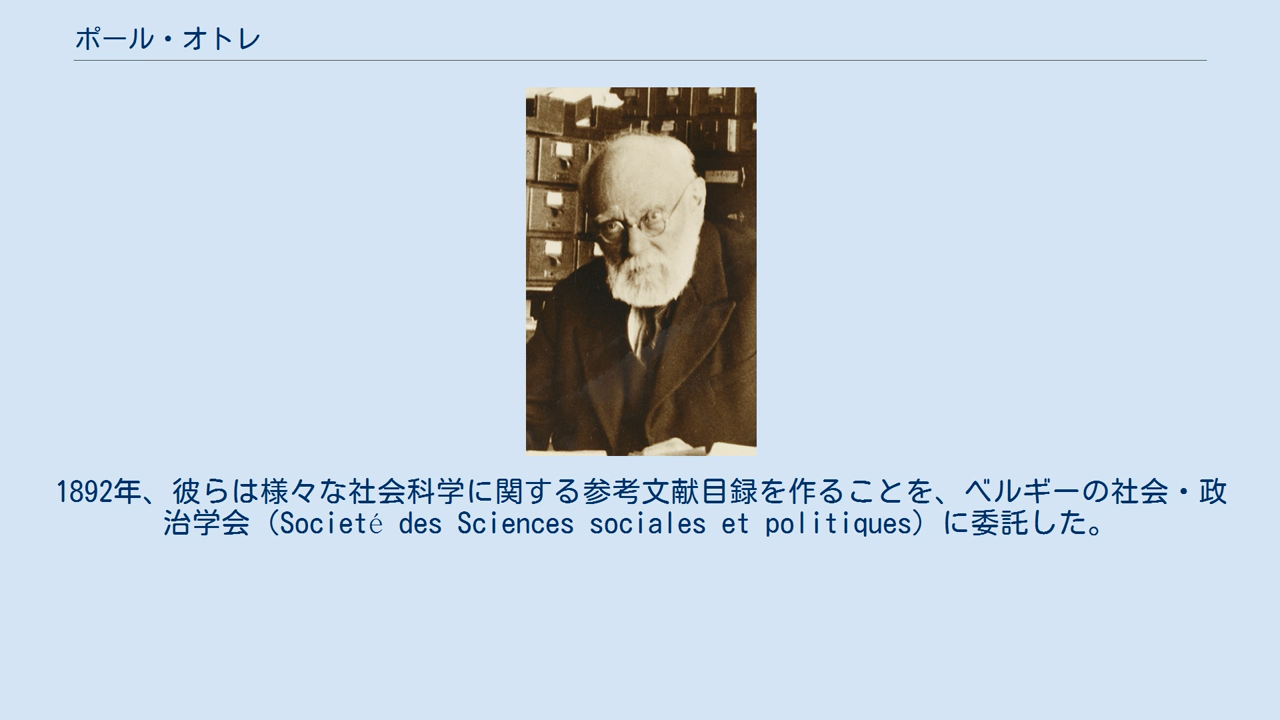 ポール・オトレ
1892年、彼らは様々な社会科学に関する参考文献目録を作ることを、ベルギーの社会・政
治学会（Societé des Sciences sociales et politiques）に委託した。